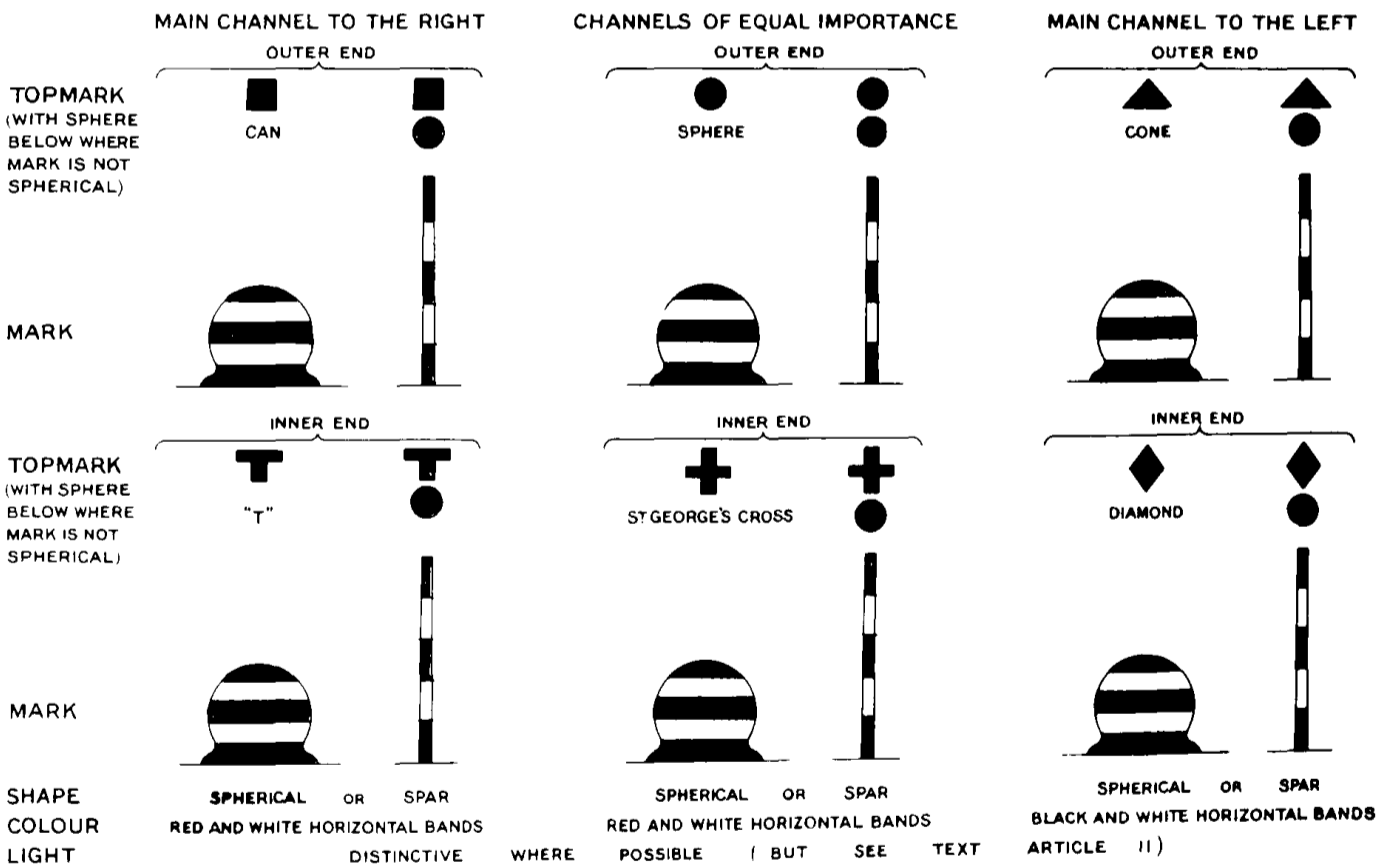 MAIN CHANNEL TO THE RIGHT
CHANNELS OF EQUAL IMPORTANCE
MAIN CHANNEL TO THE LEFT
OUTER END
OUTER END
OUTER END
TOPMARK
(WITH SPHERE
BELOW WHERE
MARK IS NOT
SPHERICAL)
CAN
SPHERE
CONE
MARK
INNER END
INNER END
INNER END
TOPMARK
(WITH SPHERE
BELOW WHERE
MARK IS NOT
SPHERICAL)
"T"
ST GEORGE'S CROSS
DIAMOND
MARK
SHAPE SPHERICAL OR SPAR SPHERICAL OR SPAR SPHERICAL OR SPAR
COLOUR RED AND WHITE HORIZONTAL BANDS RED AND WHITE HORIZONTAL BANDS BLACK AND WHITE HORIZONTAL BANDS
LIGHT DISTINCTIVE WHERE POSSIBLE ( BUT SEE TEXT ARTICLE 11)